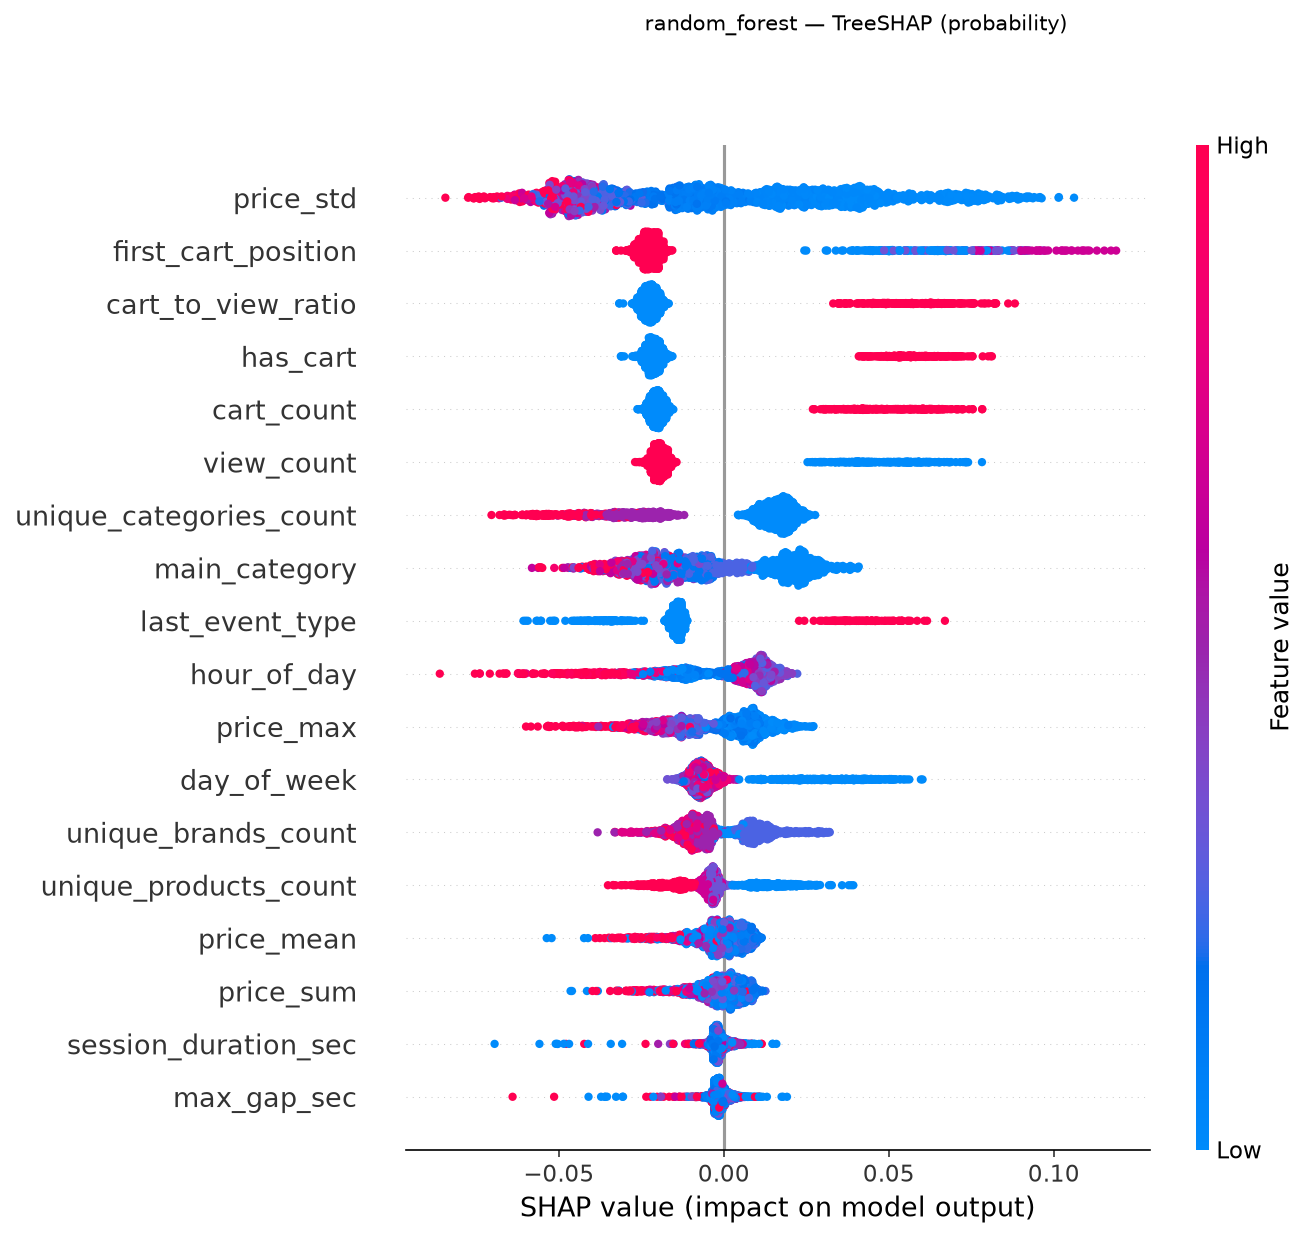 random_forest — TreeSHAP (probability)
High
price_std
first_cart_position
cart_to_view_ratio
has_cart
cart_count
view_count
unique_categories_count
main_category
last_event_type
hour_of_day
price_max
day_of_week
unique_brands_count
unique_products_count
price_mean
price_sum
session_duration_sec
max_gap_sec
Feature value
Low
−0.05 0.00 0.05 0.10
SHAP value (impact on model output)